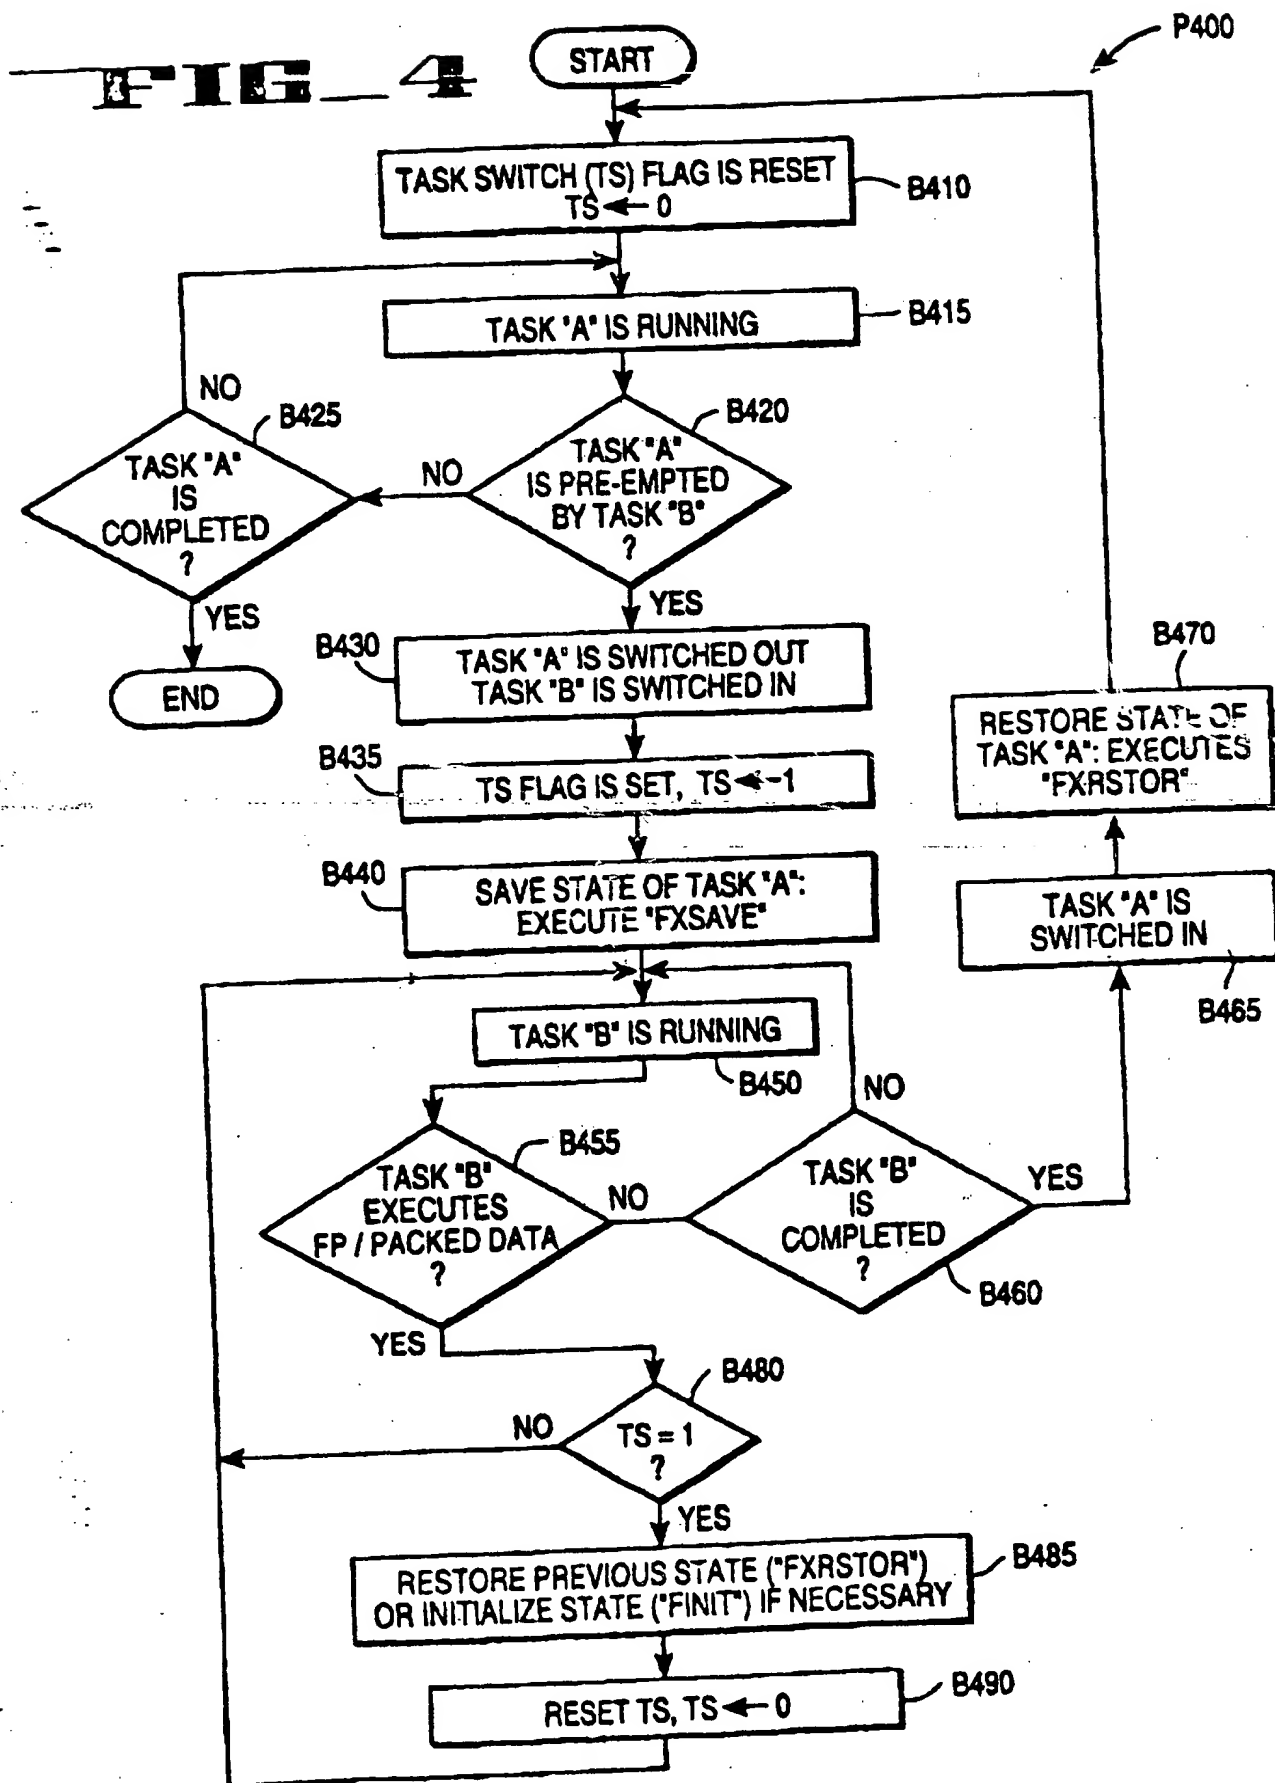 FIG_4
START
P400
TASK SWITCH (TS) FLAG IS RESET
TS ← 0
B410
TASK "A" IS RUNNING
B415
NO
B425
TASK "A"
IS
COMPLETED
?
NO
B420
TASK "A"
IS PRE-EMPTED
BY TASK "B"
?
YES
END
YES
B430
TASK "A" IS SWITCHED OUT
TASK "B" IS SWITCHED IN
B435
TS FLAG IS SET, TS ← 1
B440
SAVE STATE OF TASK "A":
EXECUTE "FXSAVE"
B470
RESTORE STATE OF
TASK "A": EXECUTES
"FXRSTOR"
TASK "A" IS
SWITCHED IN
B465
TASK "B" IS RUNNING
B450
B455
TASK "B"
EXECUTES
FP / PACKED DATA
?
NO
NO
TASK "B"
IS
COMPLETED
?
YES
B460
YES
B480
NO
TS = 1
?
YES
RESTORE PREVIOUS STATE ("FXRSTOR")
OR INITIALIZE STATE ("FINIT") IF NECESSARY
B485
RESET TS, TS ← 0
B490